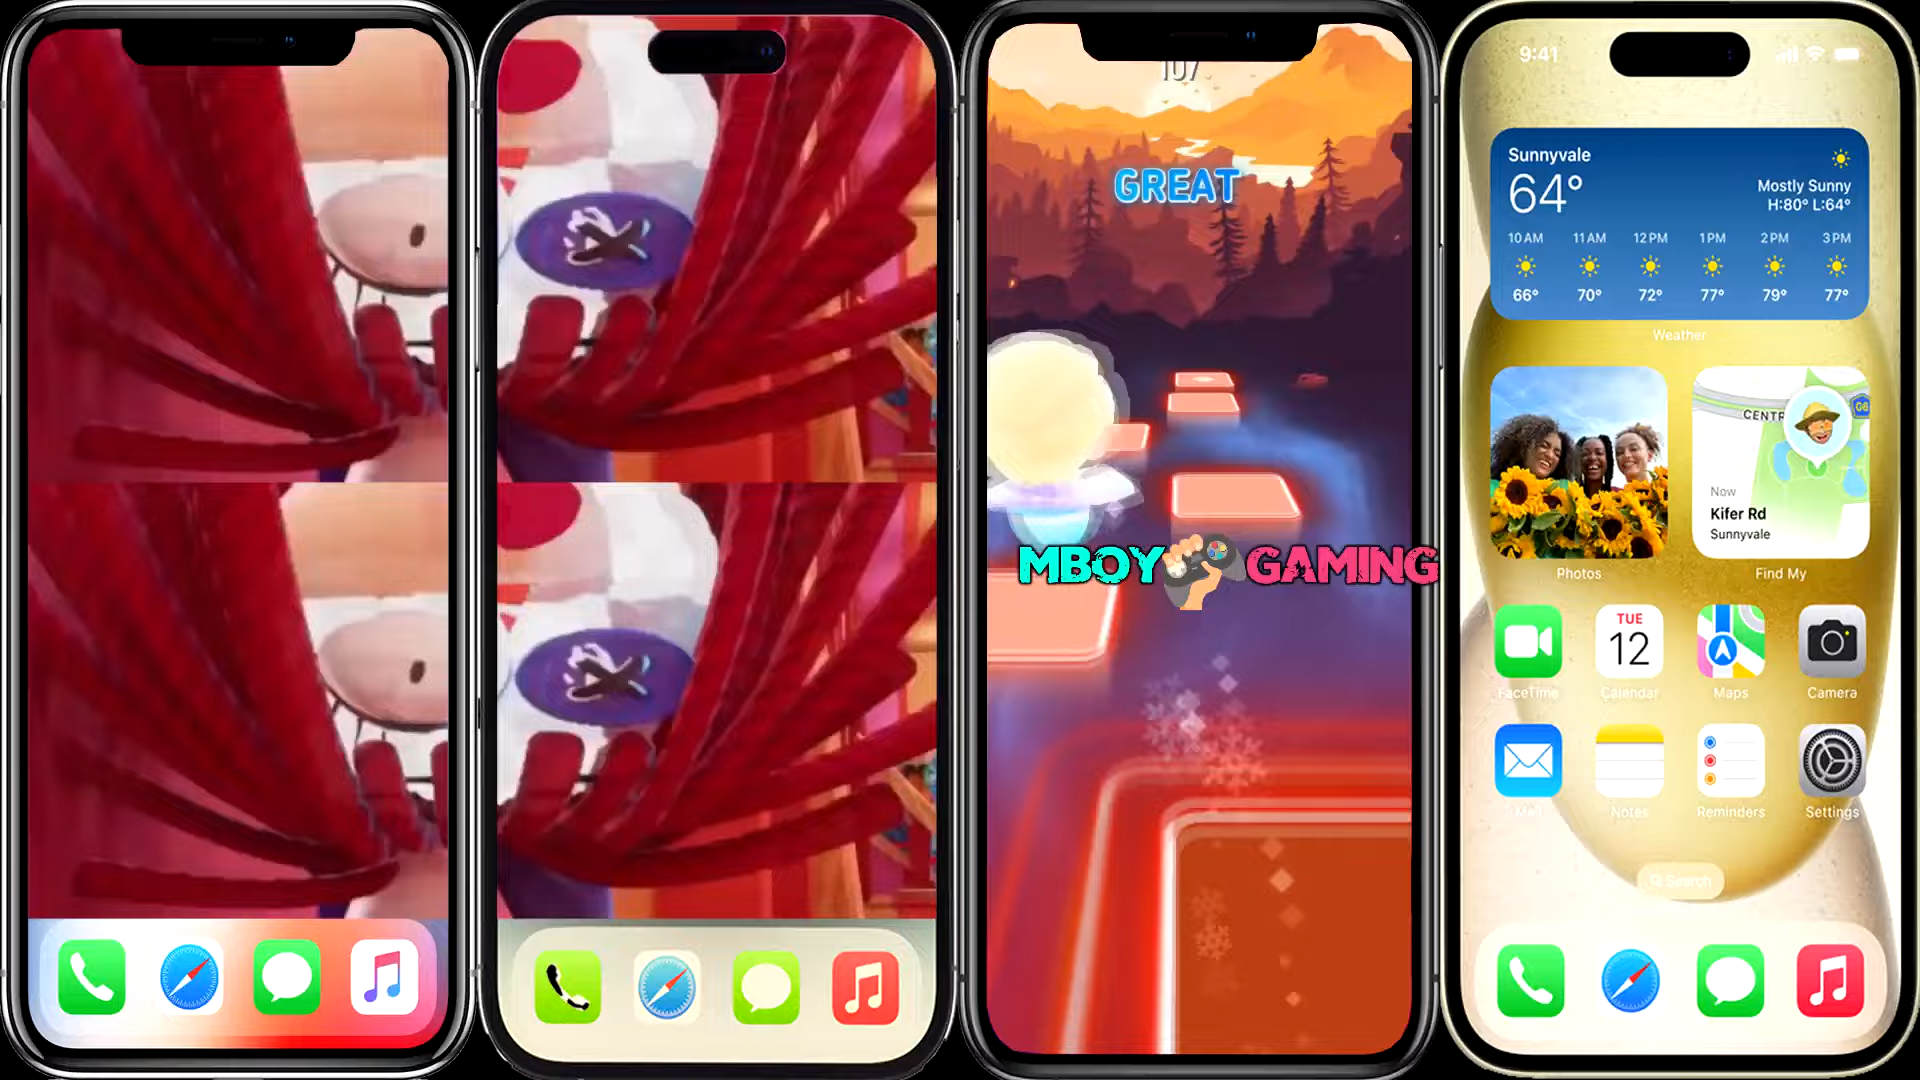 107
GREAT
MBOY GAMING
9:41
Sunnyvale
64°
Mostly Sunny
H:80° L:64°
10 AM 11 AM 12 PM 1 PM 2 PM 3 PM
66° 70° 72° 77° 79° 77°
Weather
CENTR
G6
Now
Kifer Rd
Sunnyvale
Photos
Find My
TUE
12
FaceTime
Calendar
Maps
Camera
Mail
Notes
Reminders
Settings
Search